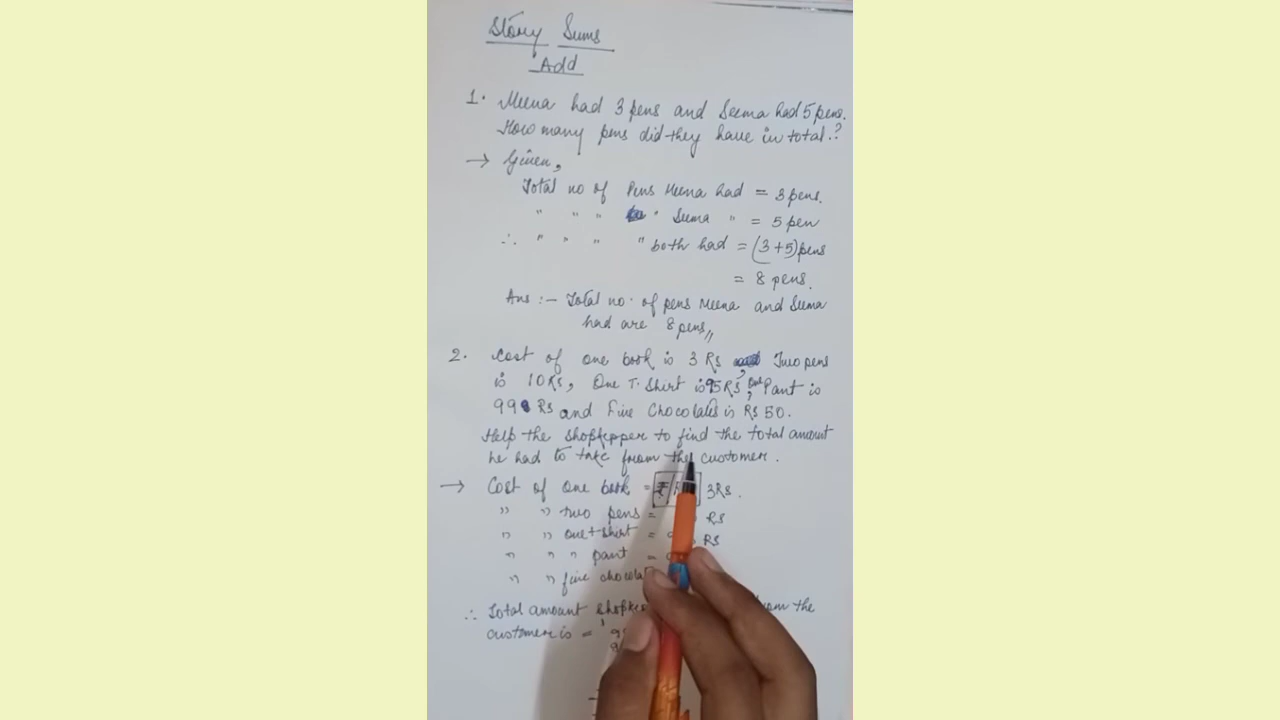 Story Sums
Add
1. Meena had 3 pens and Seema had 5 pens.
How many pens did they have in total.?
→ Given,
Total no of Pens Meena had = 3 pens.
" " " " Seema " = 5 pen
∴ " " " " both had = (3+5) pens
= 8 pens.
Ans :- Total no. of pens Meena and Seema
had are 8 pens,,
2. Cost of one book is 3 Rs, Two pens
is 10 Rs, One T. Shirt is 95 Rs, Pant is
99 Rs and Five Chocolates is Rs 50.
Help the Shopkepper to find the total amount
he had to take from the customer.
→ Cost of One book = ₹ 3Rs.
" " two pens = Rs
" " one t shirt = Rs
" " " pant =
" " five chocolat
∴ Total amount shopke the
customer is =